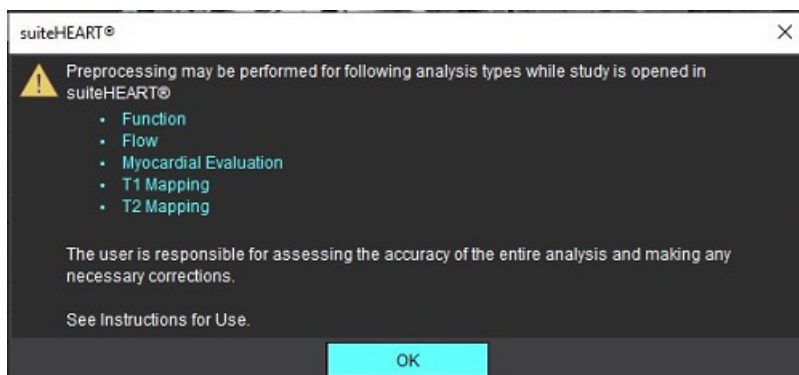 suiteHEART®
Preprocessing may be performed for following analysis types while study is opened in
suiteHEART®
• Function
• Flow
• Myocardial Evaluation
• T1 Mapping
• T2 Mapping
The user is responsible for assessing the accuracy of the entire analysis and making any
necessary corrections.
See Instructions for Use.
OK